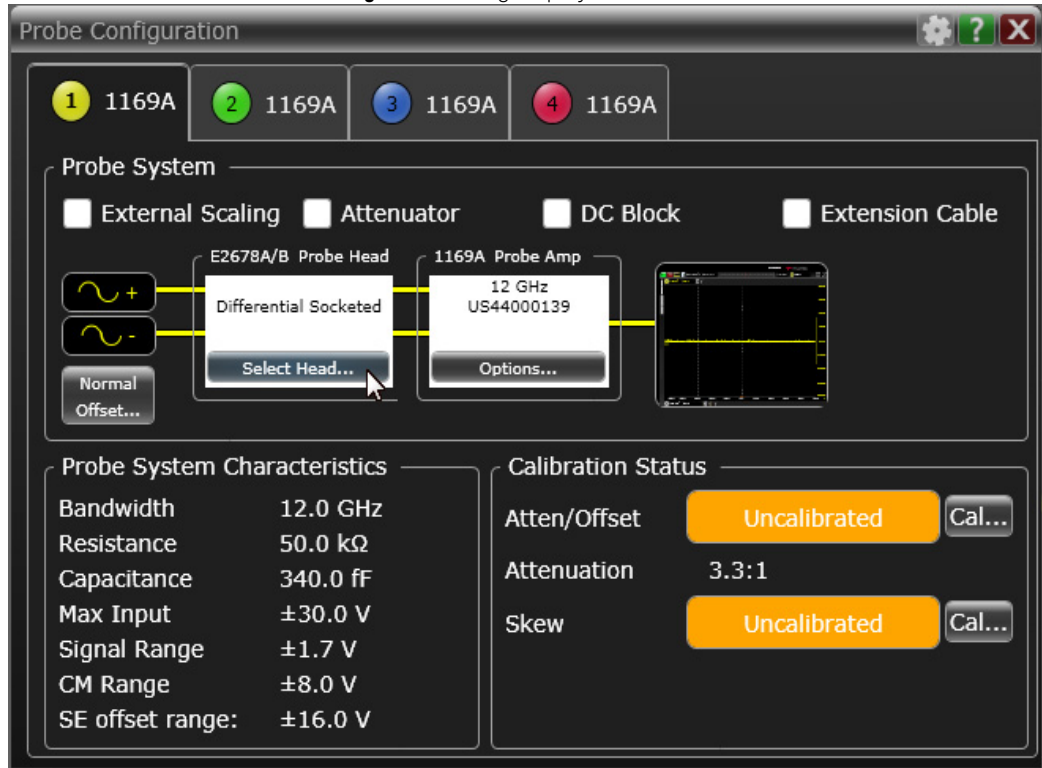 Probe Configuration
?
X
1 1169A
2 1169A
3 1169A
4 1169A
Probe System
External Scaling
Attenuator
DC Block
Extension Cable
E2678A/B Probe Head
1169A Probe Amp
+
Differential Socketed
12 GHz
US44000139
-
Select Head...
Options...
Normal
Offset...
Probe System Characteristics
Bandwidth 12.0 GHz
Resistance 50.0 kΩ
Capacitance 340.0 fF
Max Input ±30.0 V
Signal Range ±1.7 V
CM Range ±8.0 V
SE offset range: ±16.0 V
Calibration Status
Atten/Offset Uncalibrated Cal...
Attenuation 3.3:1
Skew Uncalibrated Cal...